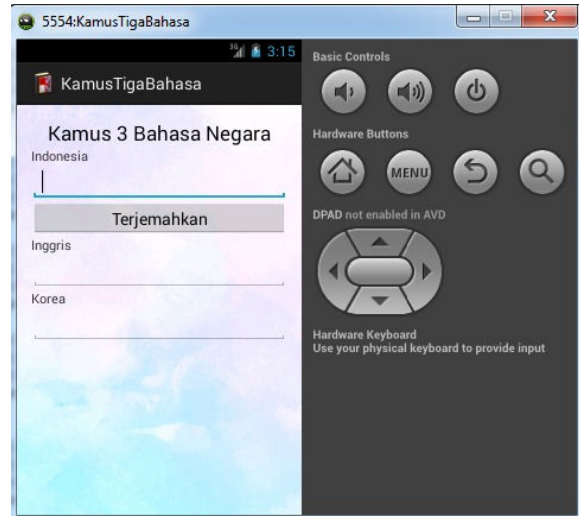 5554:KamusTigaBahasa
3G 3:15
KamusTigaBahasa
Kamus 3 Bahasa Negara
Indonesia
Terjemahkan
Inggris
Korea
Basic Controls
Hardware Buttons
MENU
DPAD not enabled in AVD
Hardware Keyboard
Use your physical keyboard to provide input